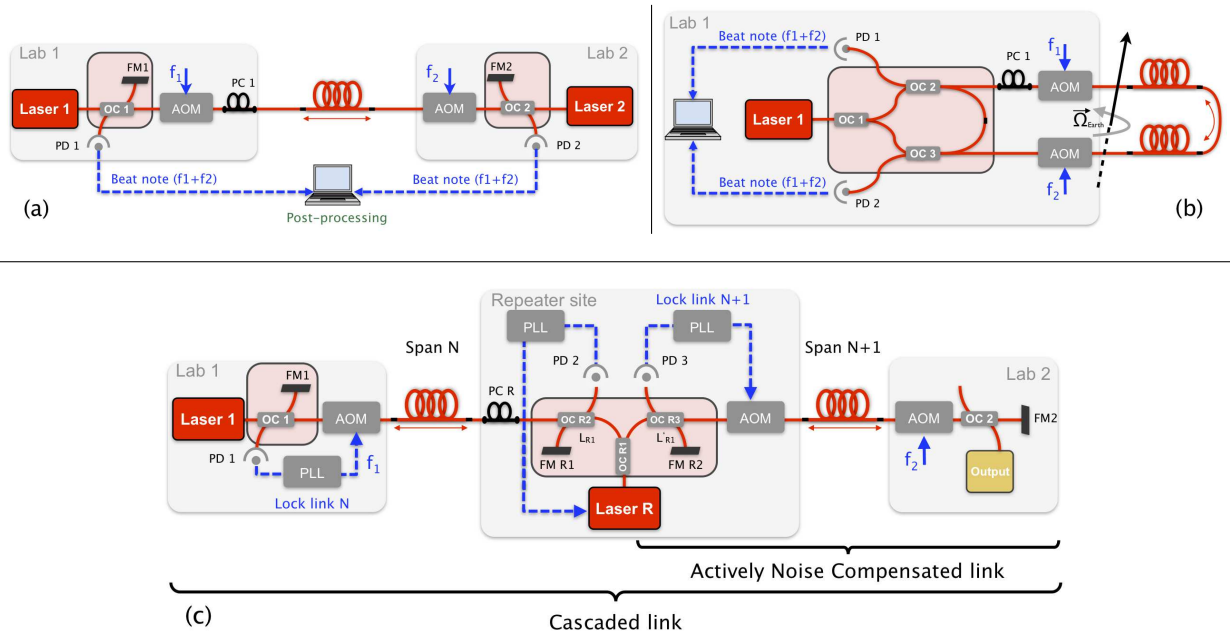 Lab 1
Lab 2
FM1
f1
PC 1
f2
FM2
Laser 1
OC 1
AOM
AOM
OC 2
Laser 2
PD 1
PD 2
Beat note (f1+f2)
Beat note (f1+f2)
Post-processing
(a)
Lab 1
Beat note (f1+f2)
PD 1
PC 1
f1
OC 2
AOM
Laser 1
OC 1
Ω Earth
OC 3
AOM
Beat note (f1+f2)
PD 2
f2
(b)
Repeater site
Lock link N+1
PLL
PLL
Span N
PD 2
PD 3
Span N+1
Lab 1
Lab 2
FM1
PC R
Laser 1
OC 1
AOM
OC R2
OC R3
AOM
AOM
OC 2
FM2
LR1
L'R1
PD 1
PLL
f1
FM R1
OC R1
FM R2
f2
Output
Lock link N
Laser R
Actively Noise Compensated link
(c)
Cascaded link